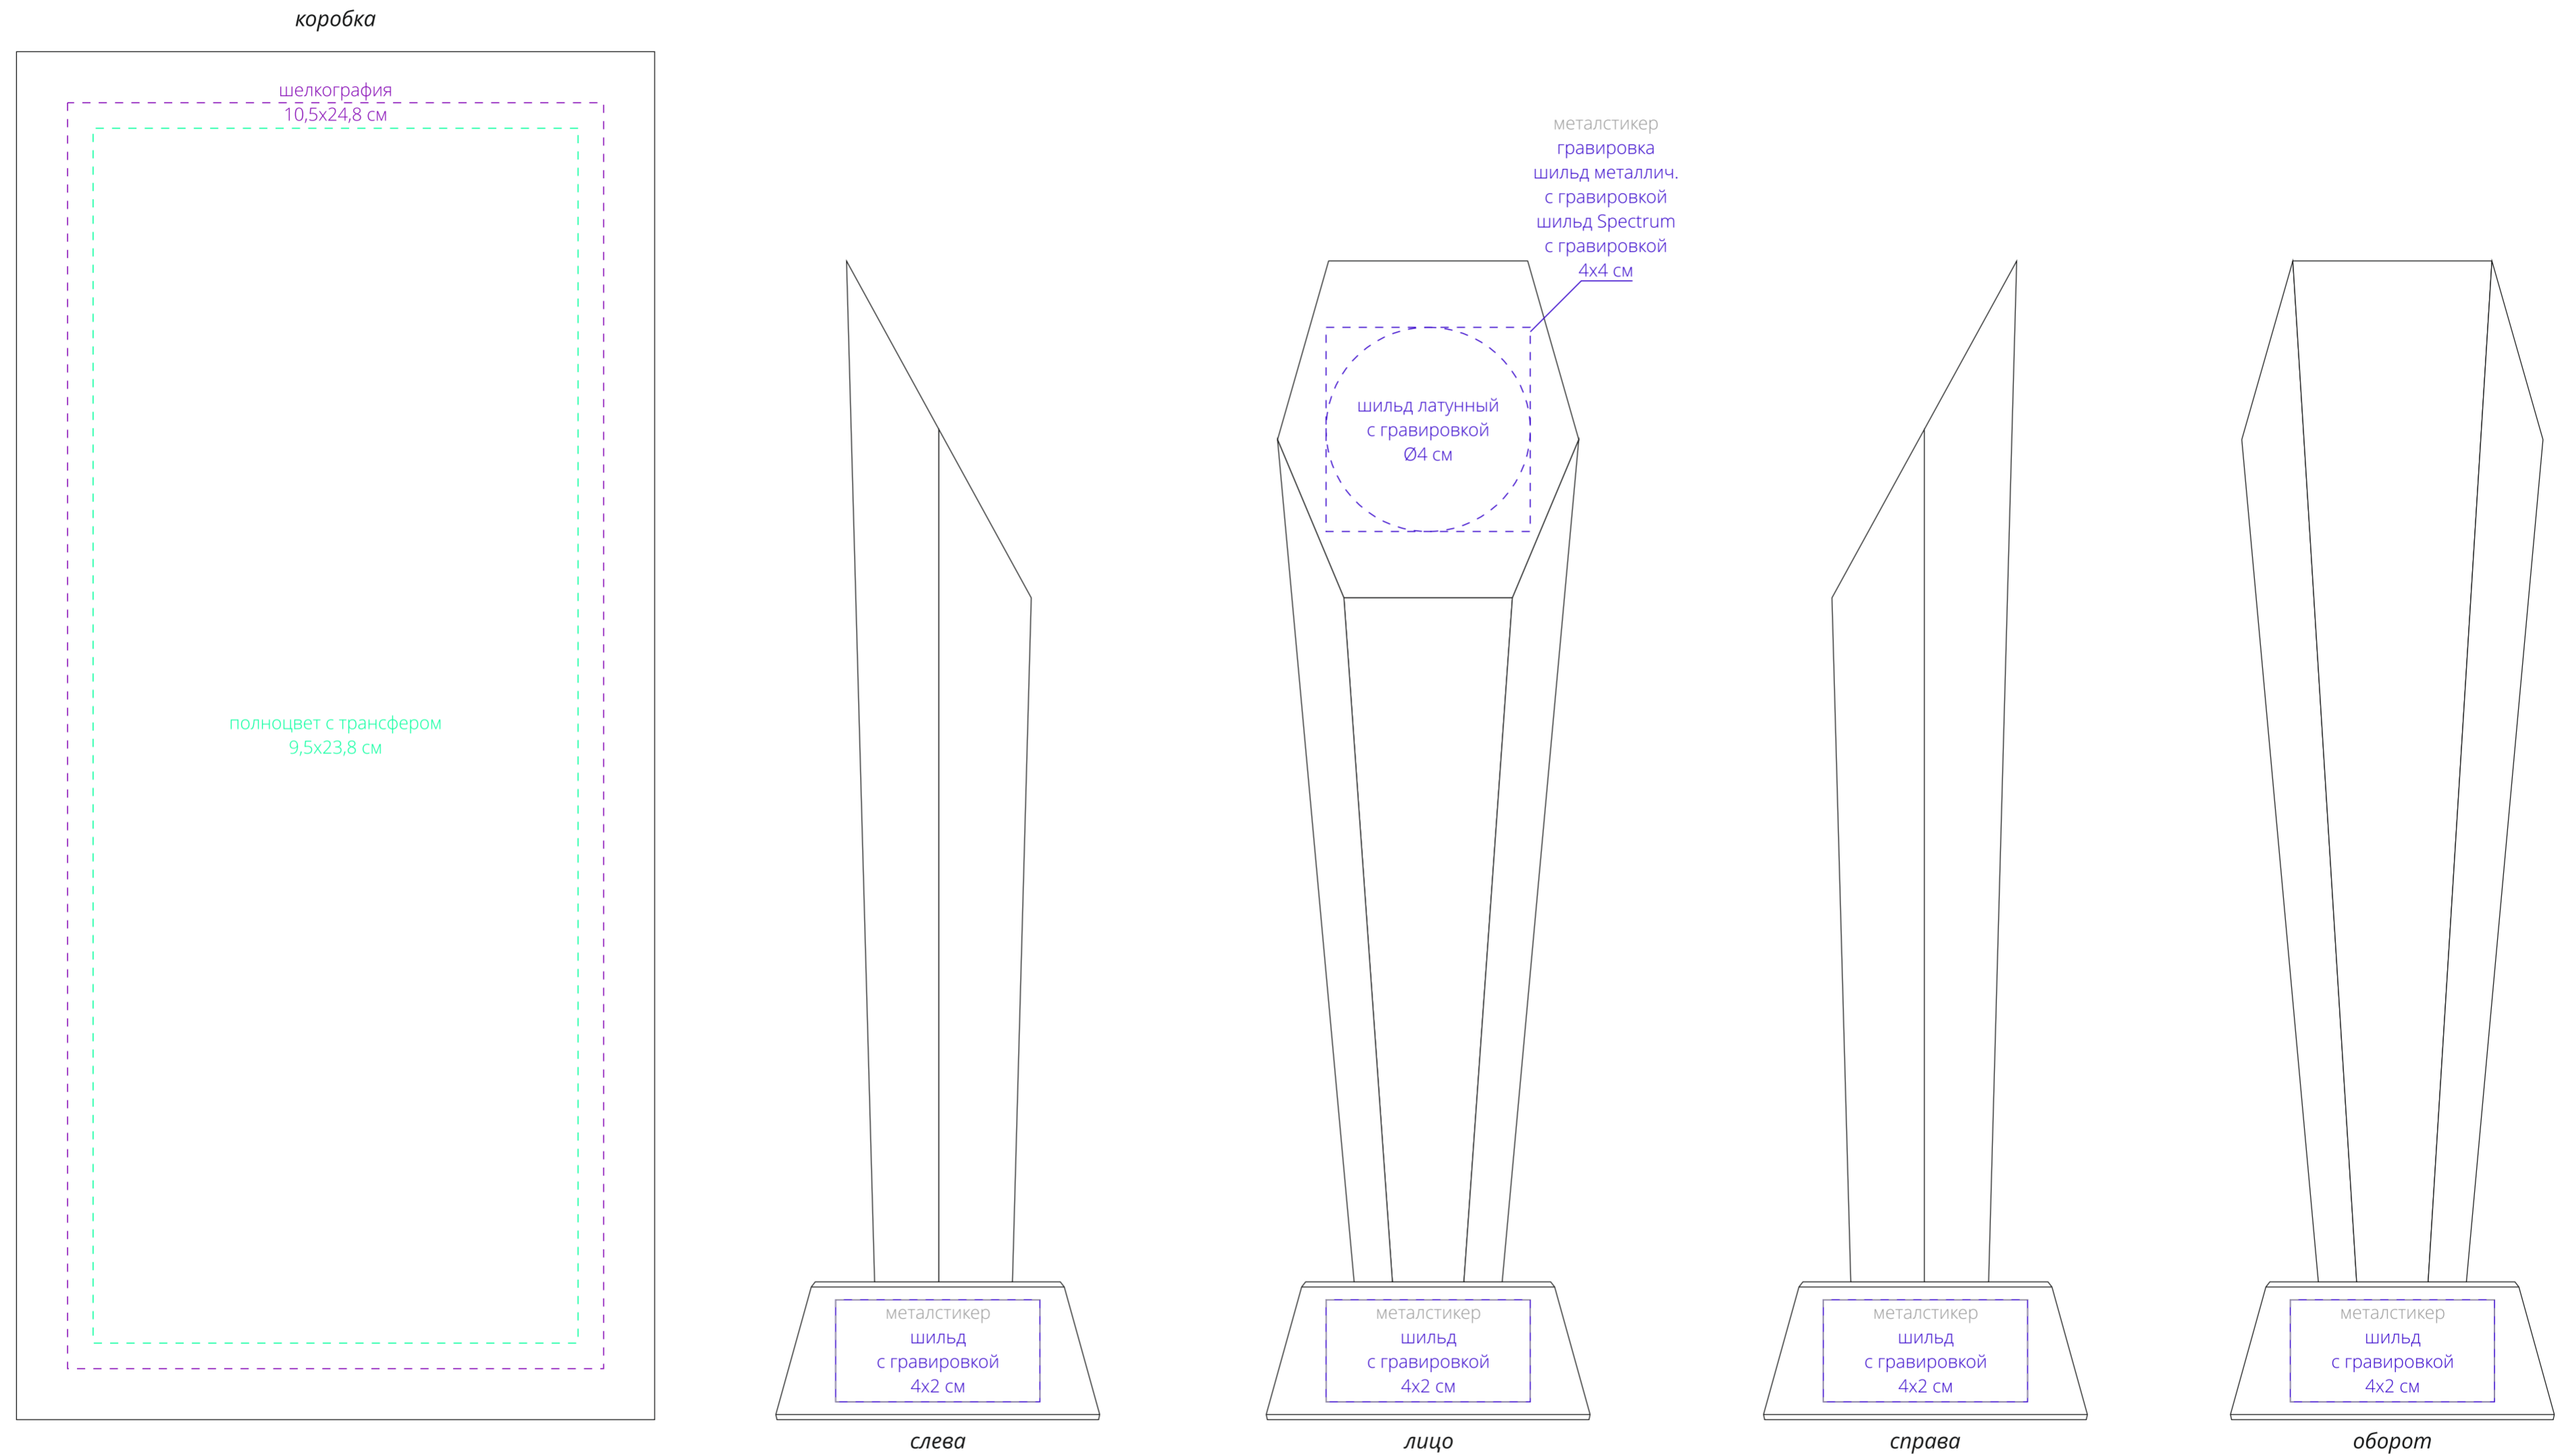 коробка
шелкография
10,5x24,8 см
полноцвет с трансфером
9,5x23,8 см
металстикер
гравировка
шильд металлич.
с гравировкой
шильд Spectrum
с гравировкой
4x4 см
шильд латунный
с гравировкой
Ø4 см
металстикер
шильд
с гравировкой
4x2 см
слева
металстикер
шильд
с гравировкой
4x2 см
лицо
металстикер
шильд
с гравировкой
4x2 см
справа
металстикер
шильд
с гравировкой
4x2 см
оборот